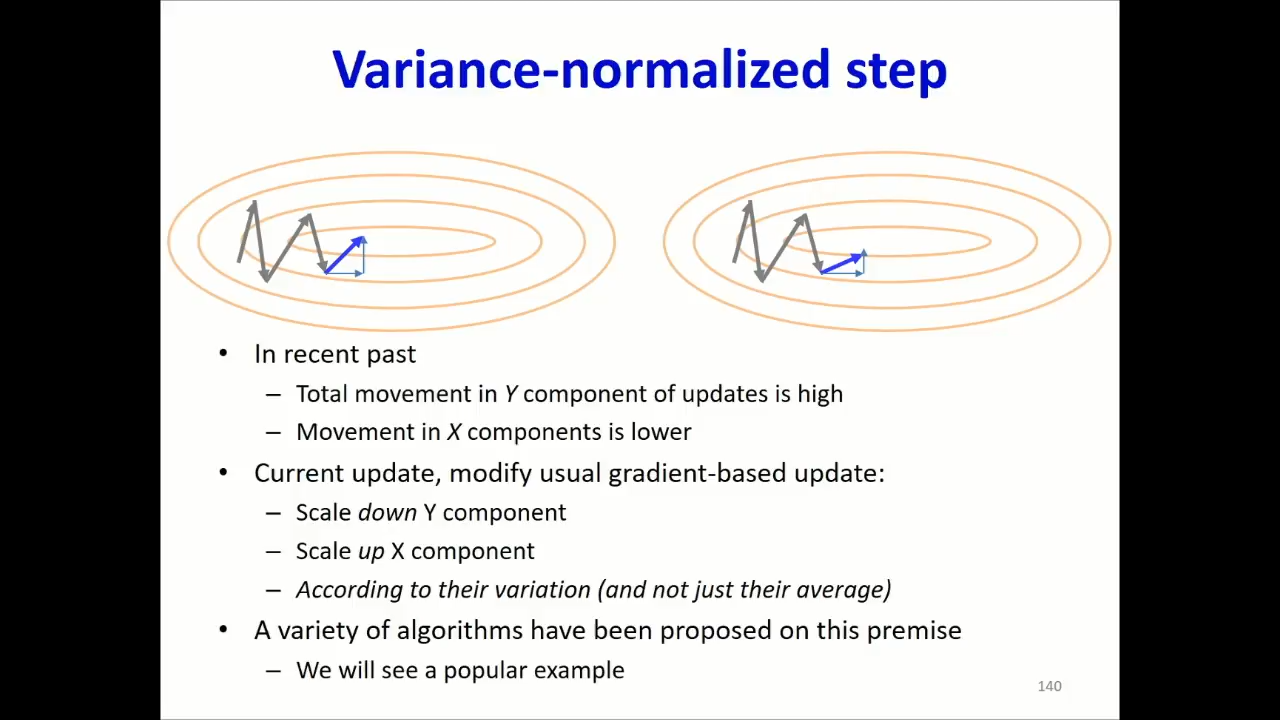 Variance-normalized step
• In recent past
– Total movement in Y component of updates is high
– Movement in X components is lower
• Current update, modify usual gradient-based update:
– Scale down Y component
– Scale up X component
– According to their variation (and not just their average)
• A variety of algorithms have been proposed on this premise
– We will see a popular example
140